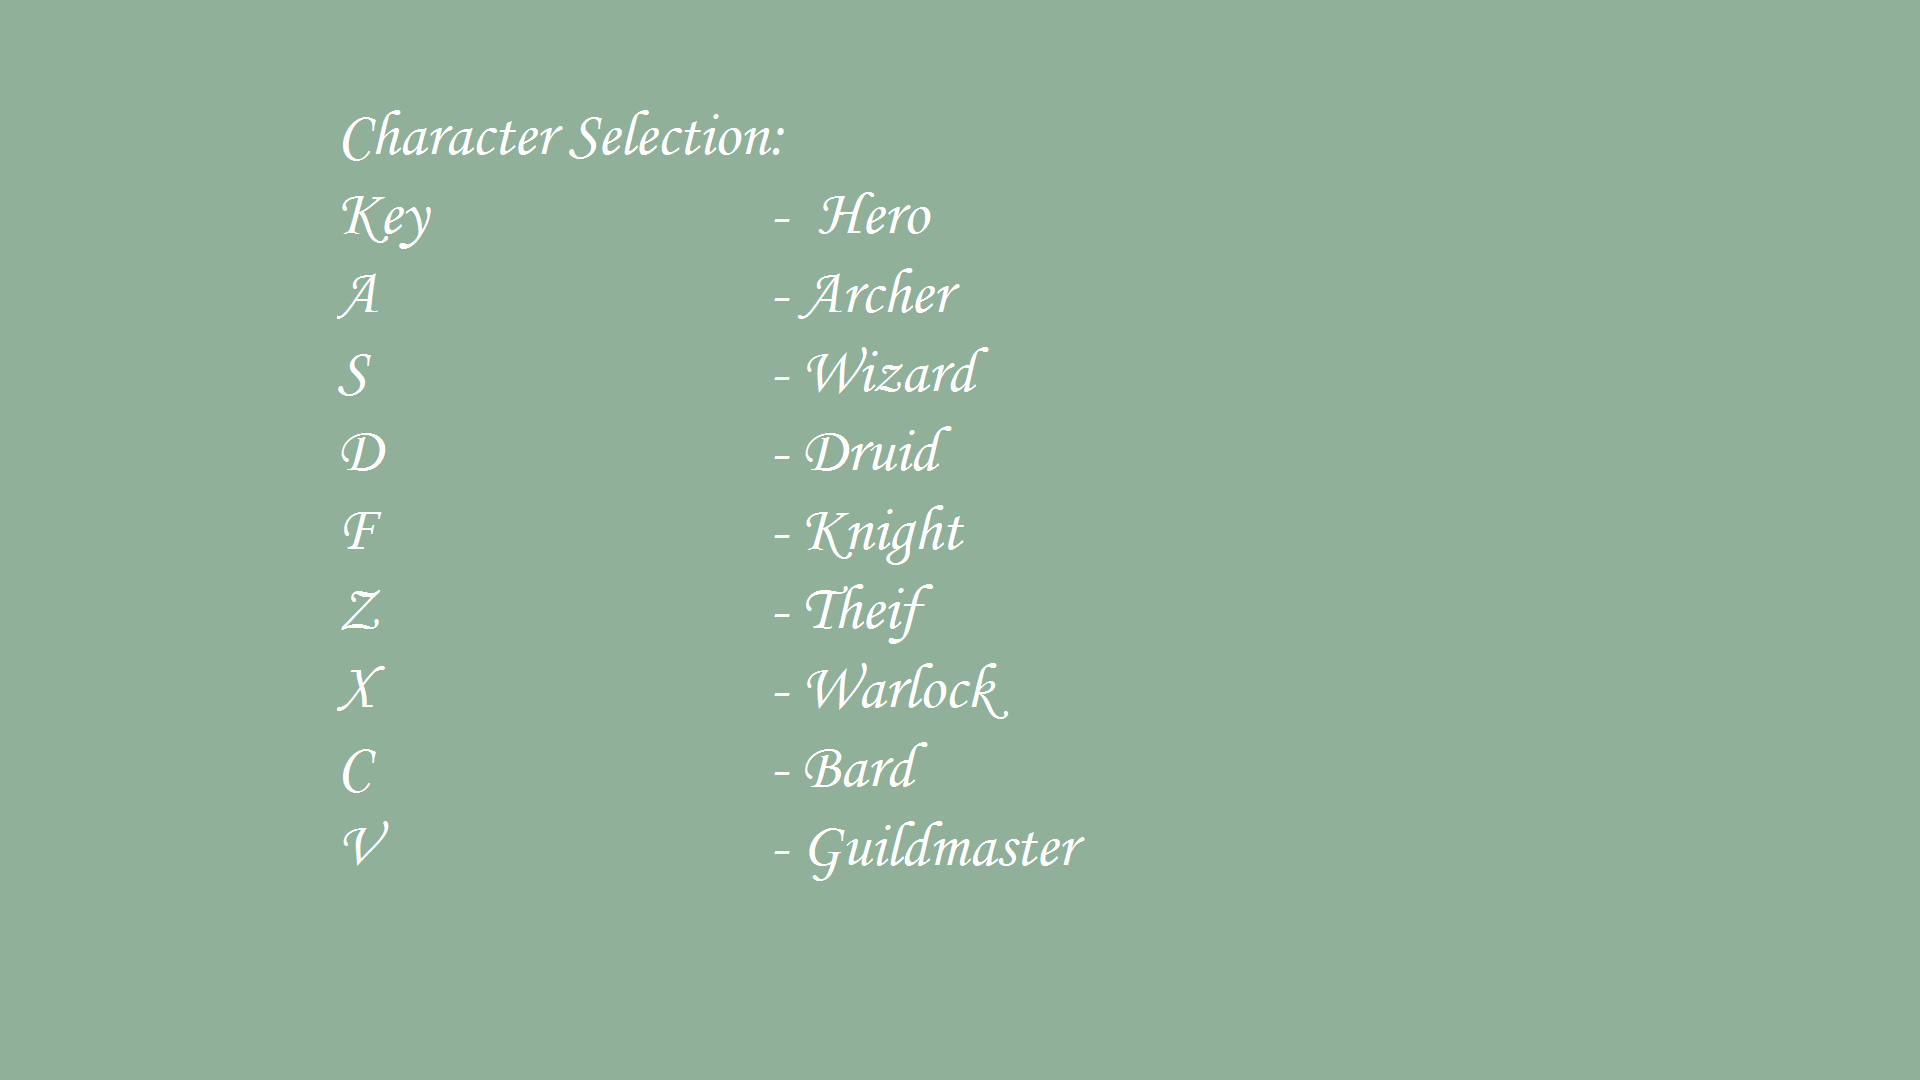 Character Selection:
Key - Hero
A - Archer
S - Wizard
D - Druid
F - Knight
Z - Theif
X - Warlock
C - Bard
V - Guildmaster